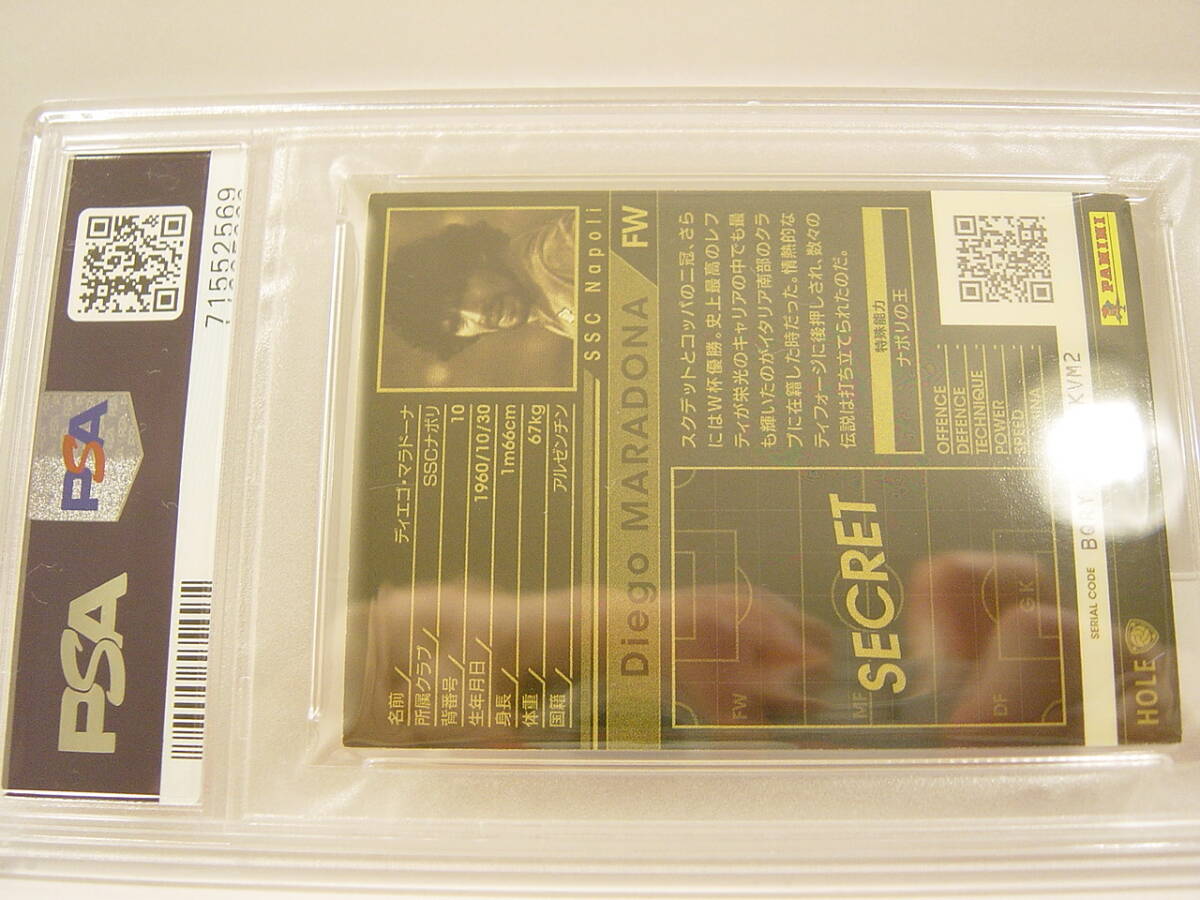 PSA
PSA
71552569
名前/ ディエゴ・マラドーナ
所属クラブ/ SSCナポリ
背番号/ 10
生年月日/ 1960/10/30
身長/ 1m66cm
体重/ 67kg
国籍/ アルゼンチン
SSC Napoli
Diego MARADONA FW
スクデットとコッパの二冠、さら
にはW杯優勝。史上最高のレフ
ティが栄光のキャリアの中でも最
も輝いたのがイタリア南部のクラ
ブに在籍した時だった。情熱的な
ティフォージに後押しされ、数々の
伝説は打ち立てられたのだ。
FW
MF
DF
GK
SECRET
特殊能力
ナポリの王
OFFENCE
DEFENCE
TECHNIQUE
POWER
SPEED
SERIAL CODE
KVM2
HOLE
PANINI